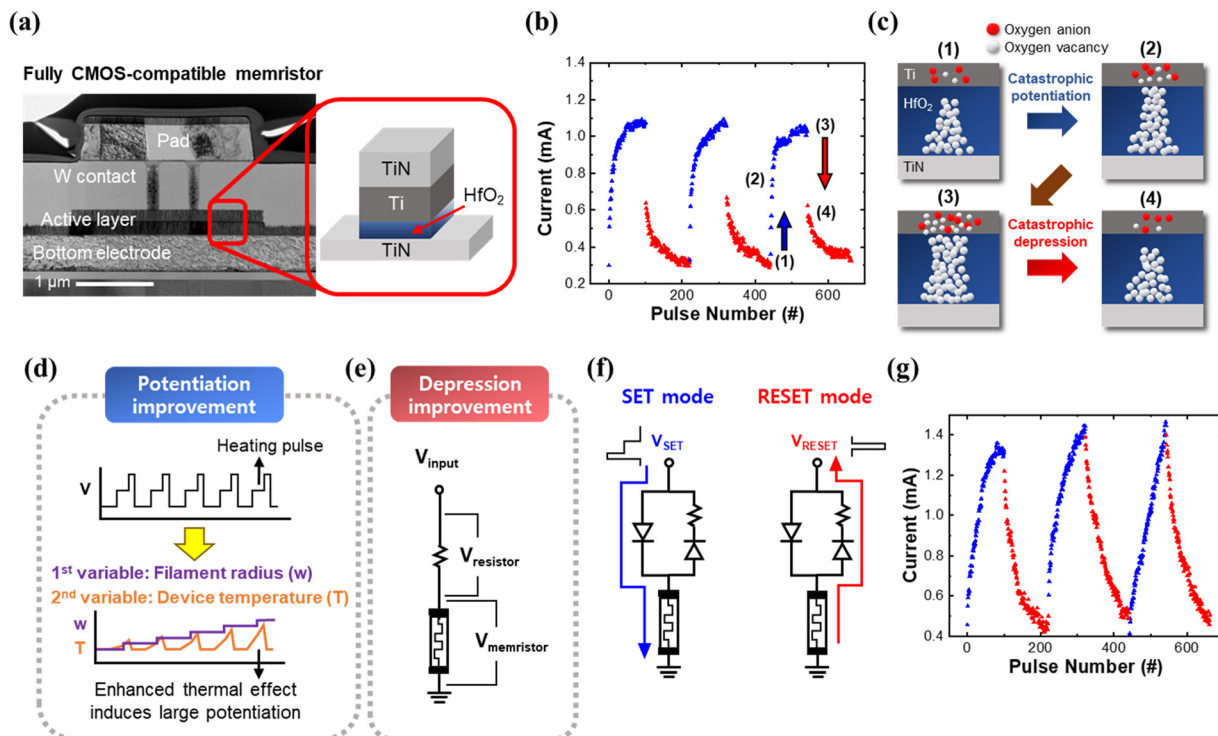 (a)
Fully CMOS-compatible memristor
Pad
W contact
Active layer
Bottom electrode
1 μm
TiN
Ti
HfO₂
TiN
(b)
Current (mA)
1.4
1.2
1.0
0.8
0.6
0.4
0.2
0
200
400
600
Pulse Number (#)
(1)
(2)
(3)
(4)
(c)
Oxygen anion
Oxygen vacancy
(1)
(2)
Ti
HfO₂
TiN
Catastrophic
potentiation
(3)
(4)
Catastrophic
depression
(d)
Potentiation
improvement
Heating pulse
V
1st variable: Filament radius (w)
2nd variable: Device temperature (T)
w
T
Enhanced thermal effect
induces large potentiation
(e)
Depression
improvement
Vinput
Vresistor
Vmemristor
(f)
SET mode
RESET mode
VSET
VRESET
(g)
Current (mA)
1.4
1.2
1.0
0.8
0.6
0.4
0
200
400
600
Pulse Number (#)